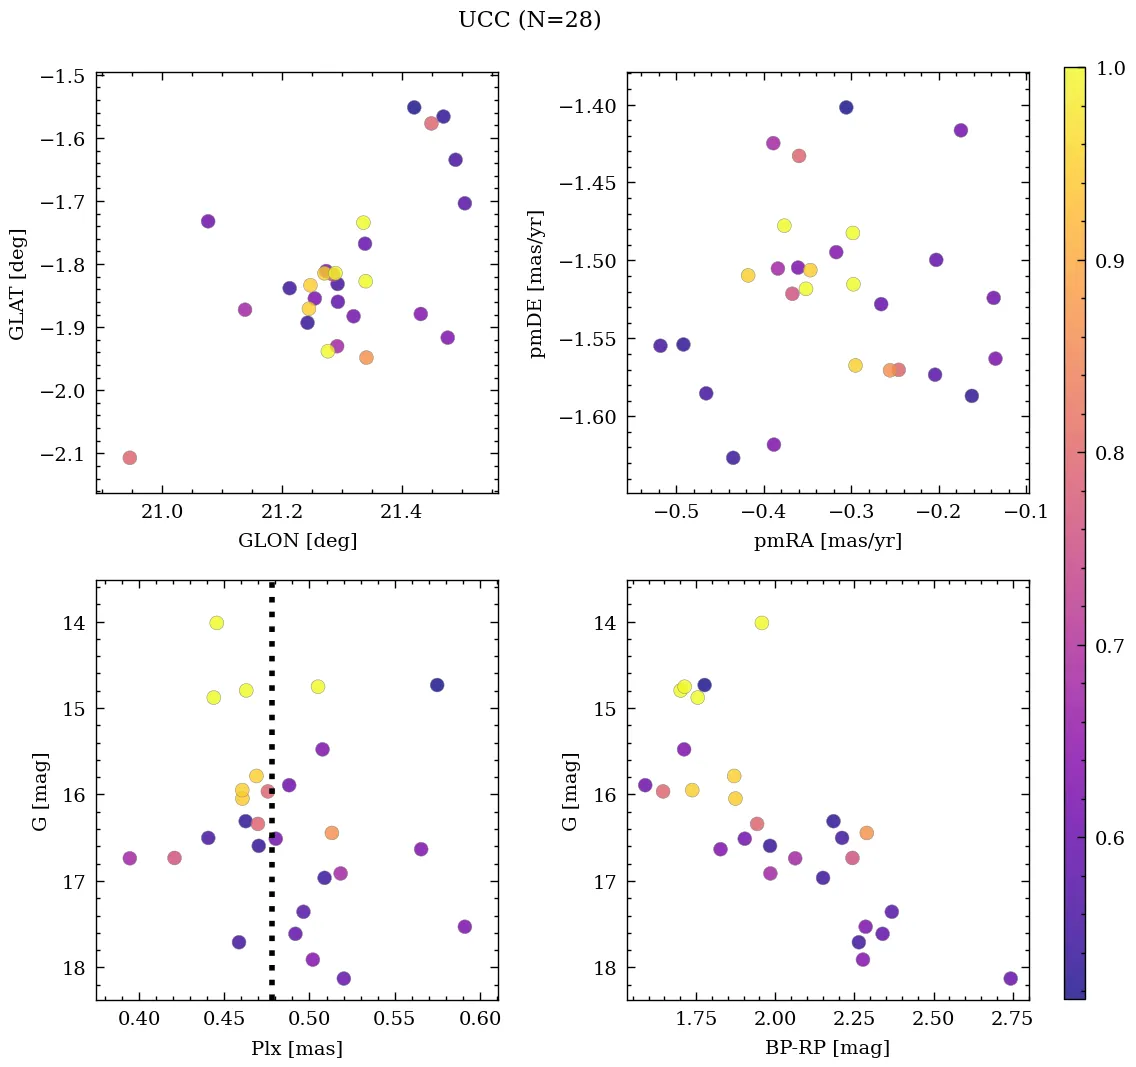 UCC (N=28)
−1.5
−1.6
−1.7
−1.8
−1.9
−2.0
−2.1
GLAT [deg]
21.0 21.2 21.4
GLON [deg]
−1.40
−1.45
−1.50
−1.55
−1.60
pmDE [mas/yr]
−0.5 −0.4 −0.3 −0.2 −0.1
pmRA [mas/yr]
14
15
16
17
18
G [mag]
0.40 0.45 0.50 0.55 0.60
Plx [mas]
14
15
16
17
18
G [mag]
1.75 2.00 2.25 2.50 2.75
BP-RP [mag]
1.0
0.9
0.8
0.7
0.6